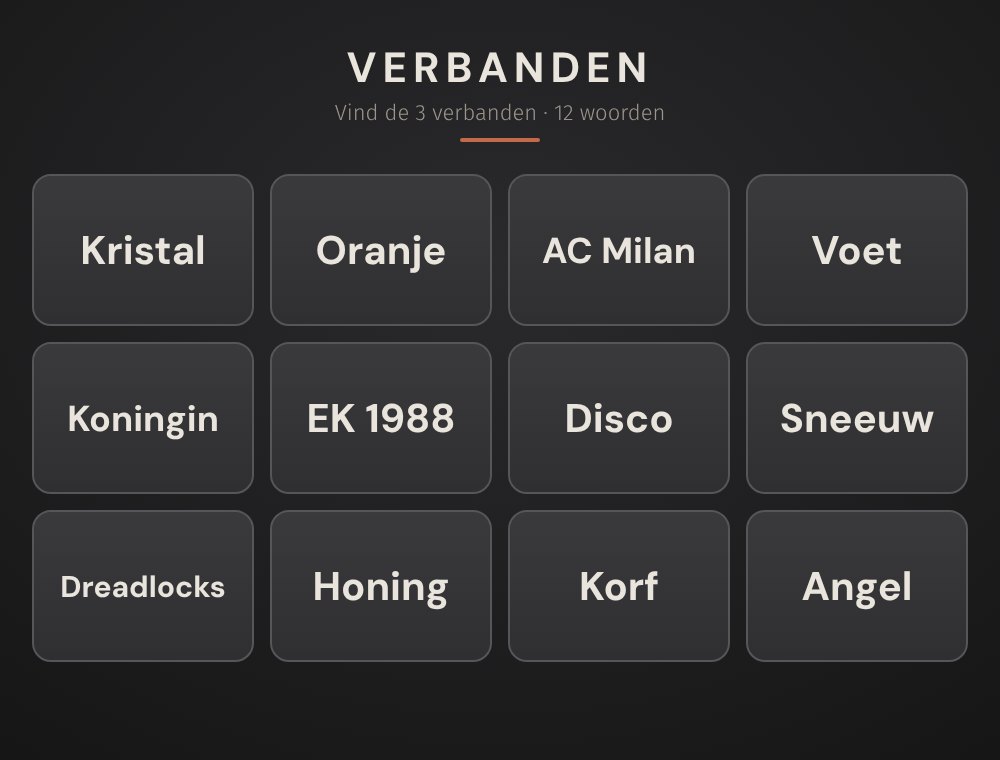 VERBANDEN
Vind de 3 verbanden · 12 woorden
Kristal
Oranje
AC Milan
Voet
Koningin
EK 1988
Disco
Sneeuw
Dreadlocks
Honing
Korf
Angel